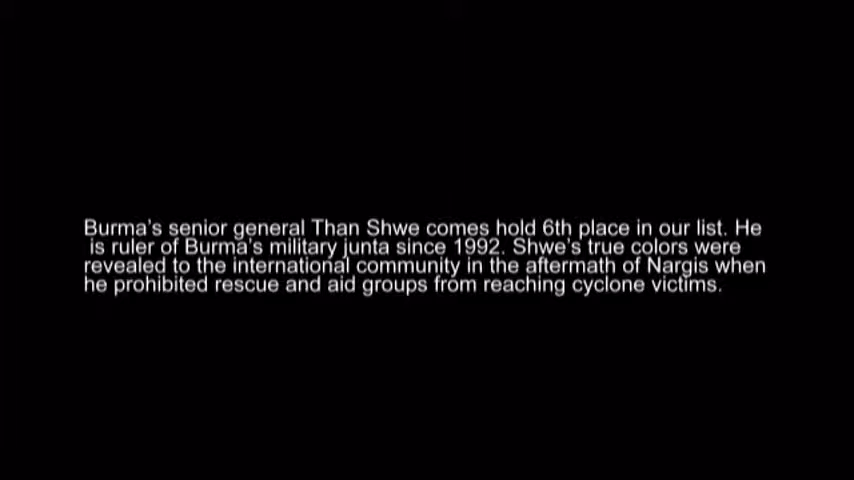 Burma's senior general Than Shwe comes hold 6th place in our list. He
is ruler of Burma's military junta since 1992. Shwe's true colors were
revealed to the international community in the aftermath of Nargis when
he prohibited rescue and aid groups from reaching cyclone victims.